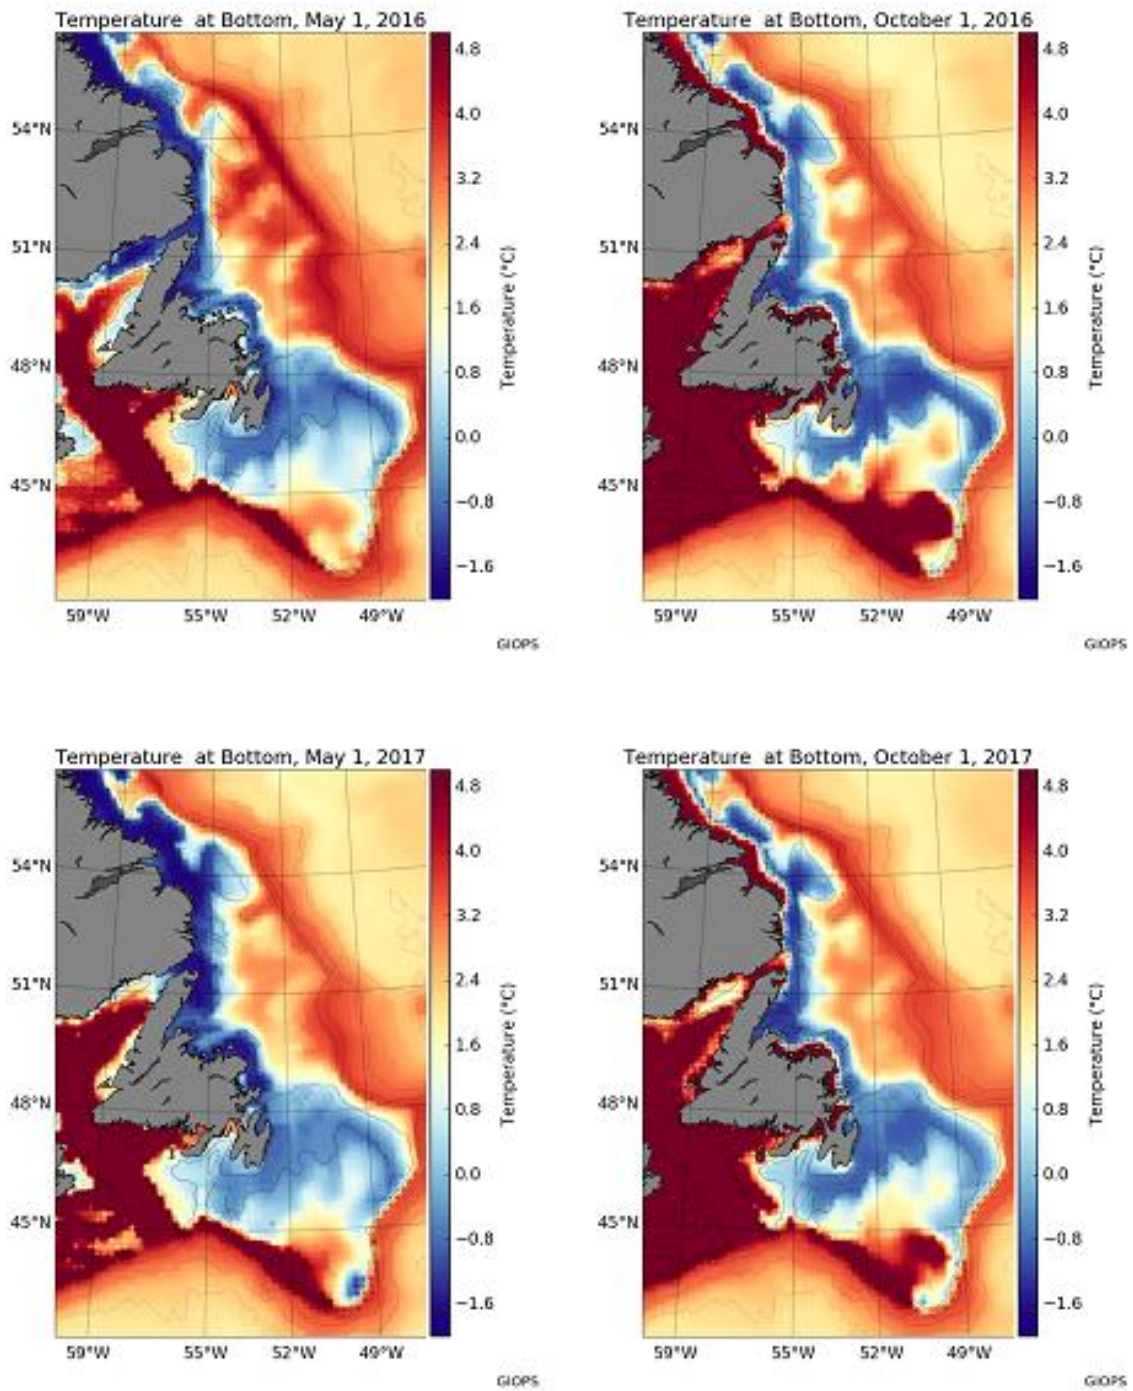 Temperature at Bottom, May 1, 2016
4.8
4.0
54°N
3.2
51°N
2.4
1.6
48°N
0.8
0.0
45°N
−0.8
−1.6
Temperature (°C)
59°W 55°W 52°W 49°W
GIOPS
Temperature at Bottom, October 1, 2016
4.8
4.0
54°N
3.2
51°N
2.4
1.6
48°N
0.8
0.0
45°N
−0.8
−1.6
Temperature (°C)
59°W 55°W 52°W 49°W
GIOPS
Temperature at Bottom, May 1, 2017
4.8
4.0
54°N
3.2
51°N
2.4
1.6
48°N
0.8
0.0
45°N
−0.8
−1.6
Temperature (°C)
59°W 55°W 52°W 49°W
GIOPS
Temperature at Bottom, October 1, 2017
4.8
4.0
54°N
3.2
51°N
2.4
1.6
48°N
0.8
0.0
45°N
−0.8
−1.6
Temperature (°C)
59°W 55°W 52°W 49°W
GIOPS